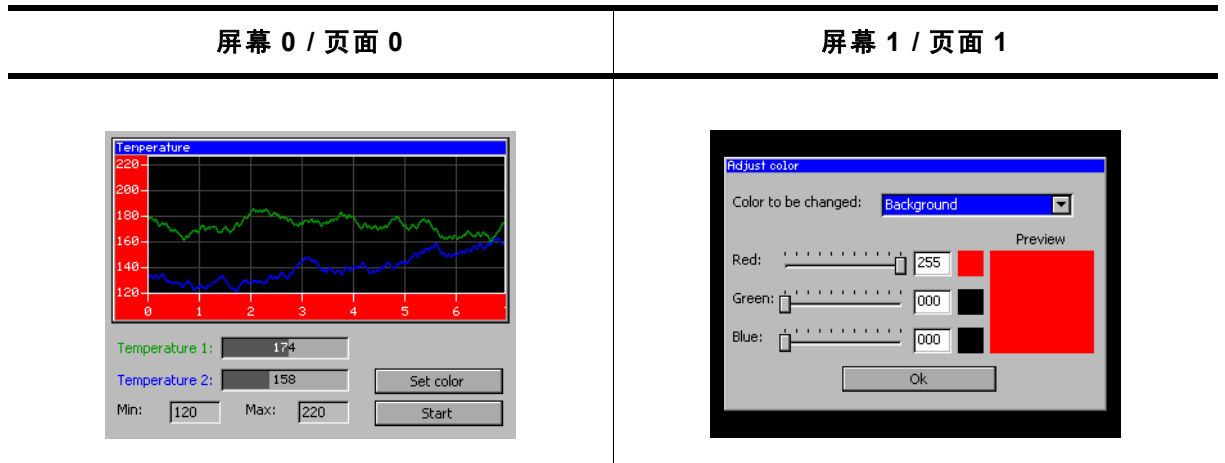 屏幕 0 / 页面 0
屏幕 1 / 页面 1
Temperature
220
200
180
160
140
120
0 1 2 3 4 5 6
Temperature 1: 174
Temperature 2: 158
Set color
Min: 120 Max: 220
Start
Adjust color
Color to be changed: Background
Preview
Red: 255
Green: 000
Blue: 000
Ok